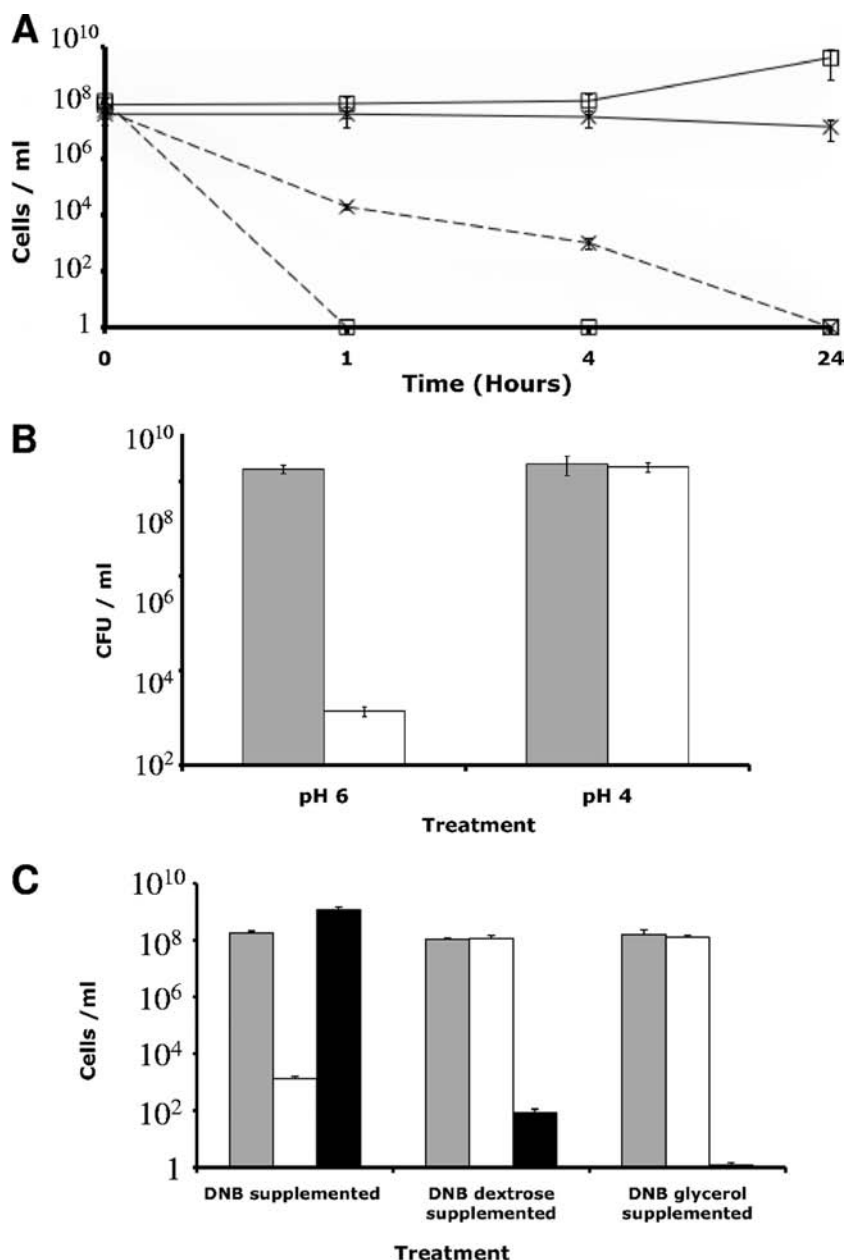 A
10¹⁰
10⁸
10⁶
10⁴
10²
1
Cells / ml
0 1 4 24
Time (Hours)
B
10¹⁰
10⁸
10⁶
10⁴
10²
CFU / ml
pH 6 pH 4
Treatment
C
10¹⁰
10⁸
10⁶
10⁴
10²
1
Cells /ml
DNB supplemented DNB dextrose DNB glycerol
supplemented supplemented
Treatment